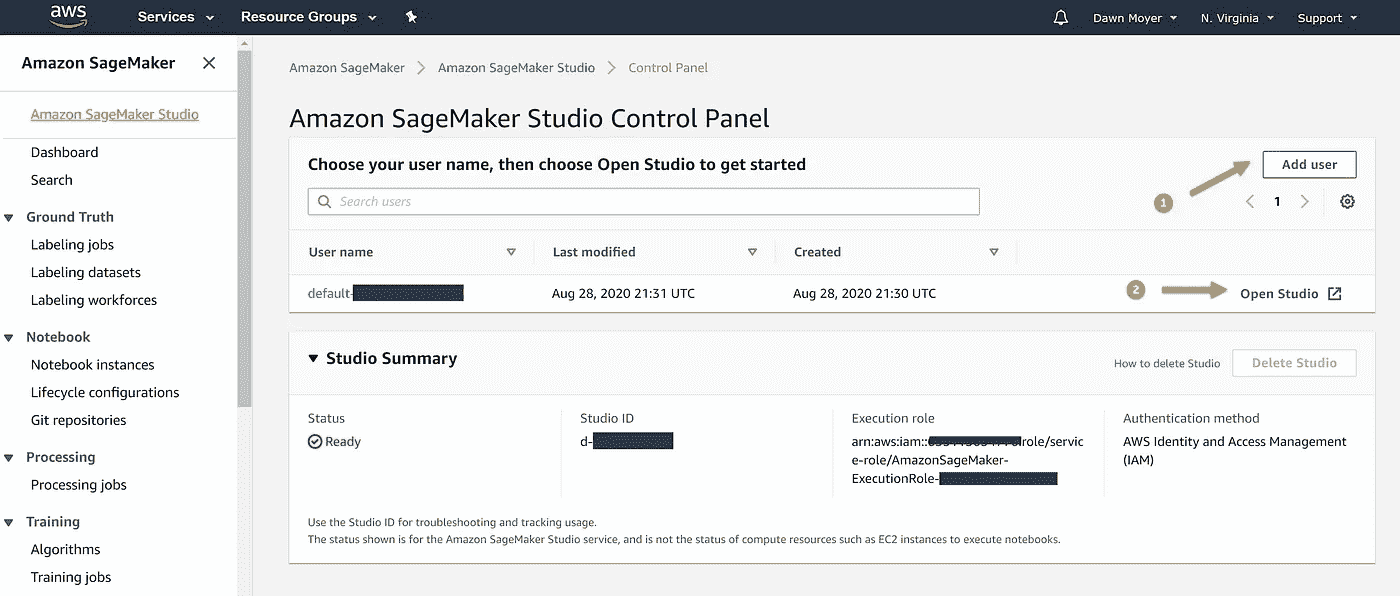 aws
Services
Resource Groups
Dawn Moyer
N. Virginia
Support
Amazon SageMaker
Amazon SageMaker Studio
Dashboard
Search
Ground Truth
Labeling jobs
Labeling datasets
Labeling workforces
Notebook
Notebook instances
Lifecycle configurations
Git repositories
Processing
Processing jobs
Training
Algorithms
Training jobs
Amazon SageMaker > Amazon SageMaker Studio > Control Panel
Amazon SageMaker Studio Control Panel
Choose your user name, then choose Open Studio to get started
1
Add user
Search users
1
User name
Last modified
Created
default-
Aug 28, 2020 21:31 UTC
Aug 28, 2020 21:30 UTC
2
Open Studio
Studio Summary
How to delete Studio
Delete Studio
Status
Ready
Studio ID
d-
Execution role
arn:aws:iam:: role/servic
e-role/AmazonSageMaker-
ExecutionRole-
Authentication method
AWS Identity and Access Management
(IAM)
Use the Studio ID for troubleshooting and tracking usage.
The status shown is for the Amazon SageMaker Studio service, and is not the status of compute resources such as EC2 instances to execute notebooks.